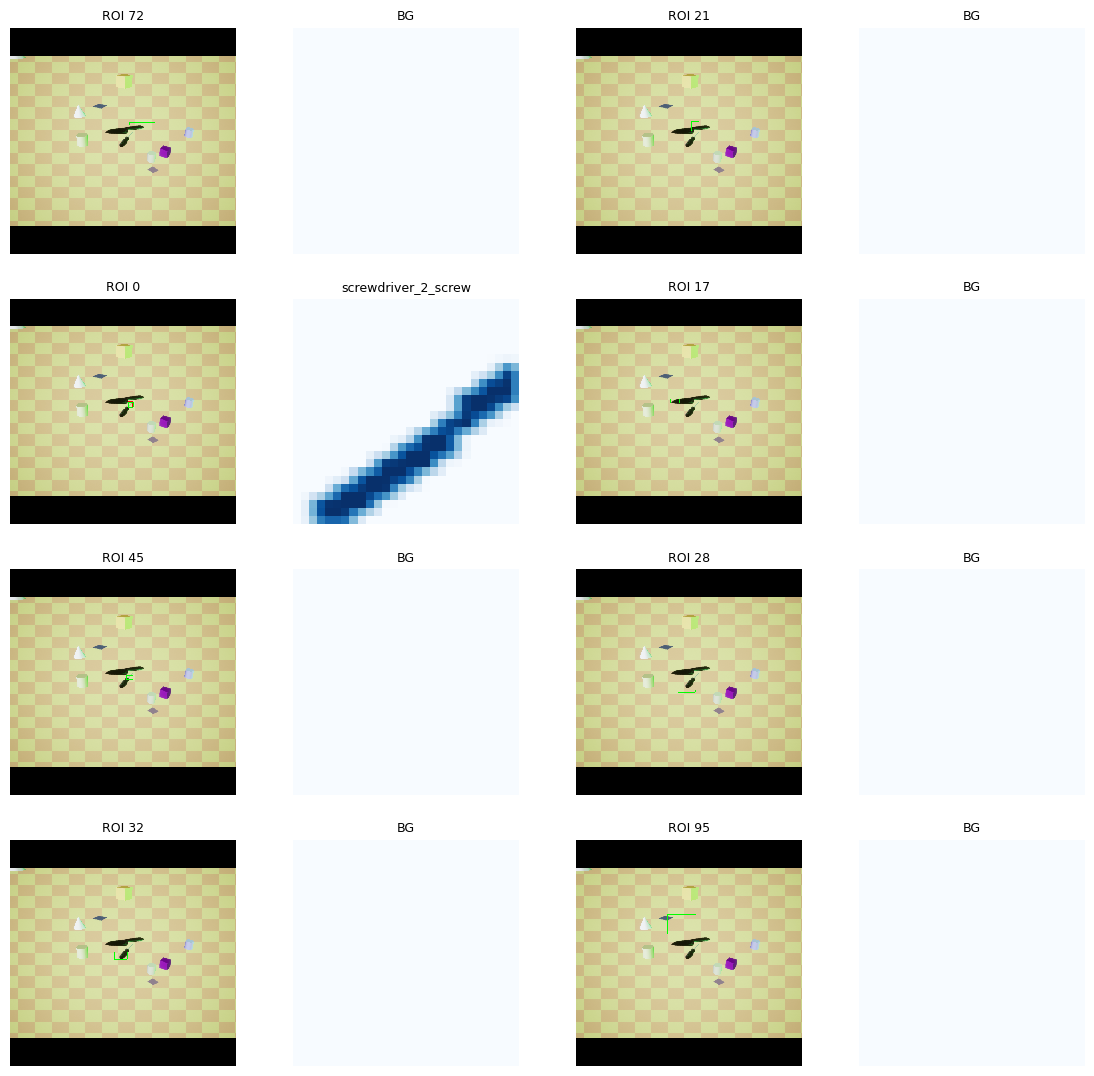 ROI 72
BG
ROI 21
BG
ROI 0
screwdriver_2_screw
ROI 17
BG
ROI 45
BG
ROI 28
BG
ROI 32
BG
ROI 95
BG